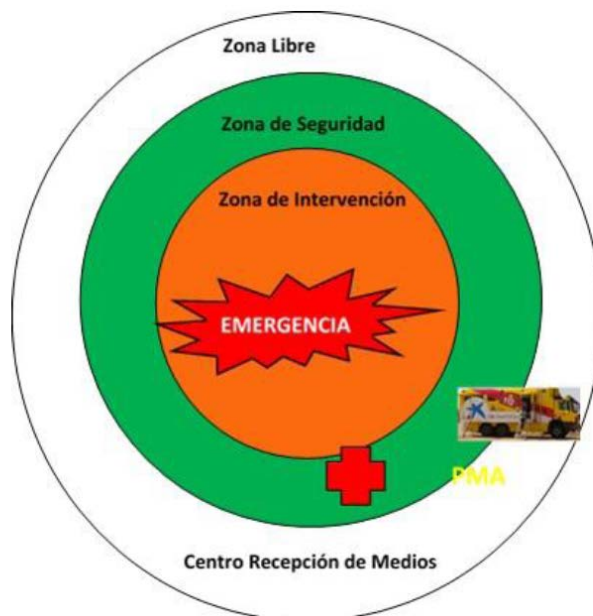 Zona Libre
Zona de Seguridad
Zona de Intervención
EMERGENCIA
PMA
Centro Recepción de Medios